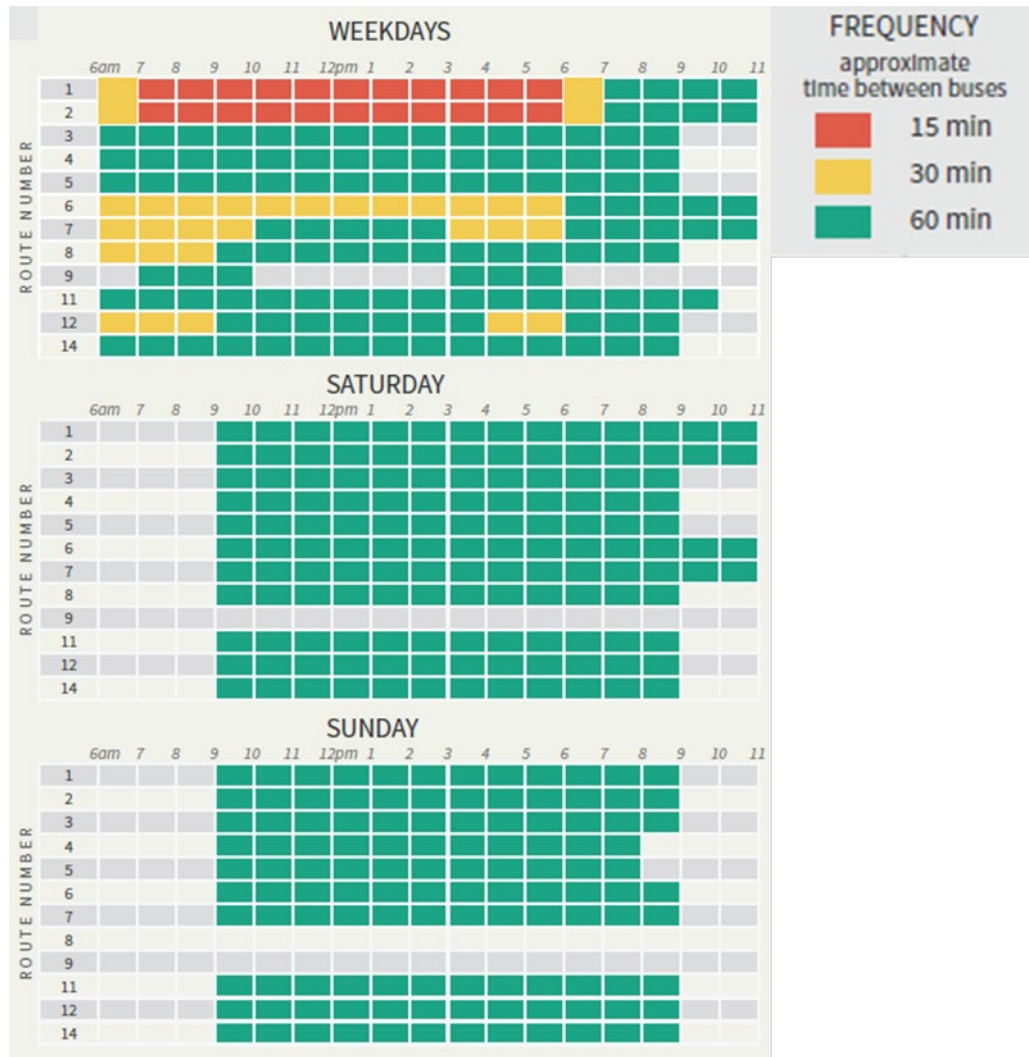 WEEKDAYS
6am 7 8 9 10 11 12pm 1 2 3 4 5 6 7 8 9 10 11
ROUTE NUMBER
1
2
3
4
5
6
7
8
9
11
12
14
SATURDAY
6am 7 8 9 10 11 12pm 1 2 3 4 5 6 7 8 9 10 11
ROUTE NUMBER
1
2
3
4
5
6
7
8
9
11
12
14
SUNDAY
6am 7 8 9 10 11 12pm 1 2 3 4 5 6 7 8 9 10 11
ROUTE NUMBER
1
2
3
4
5
6
7
8
9
11
12
14
FREQUENCY
approximate
time between buses
15 min
30 min
60 min